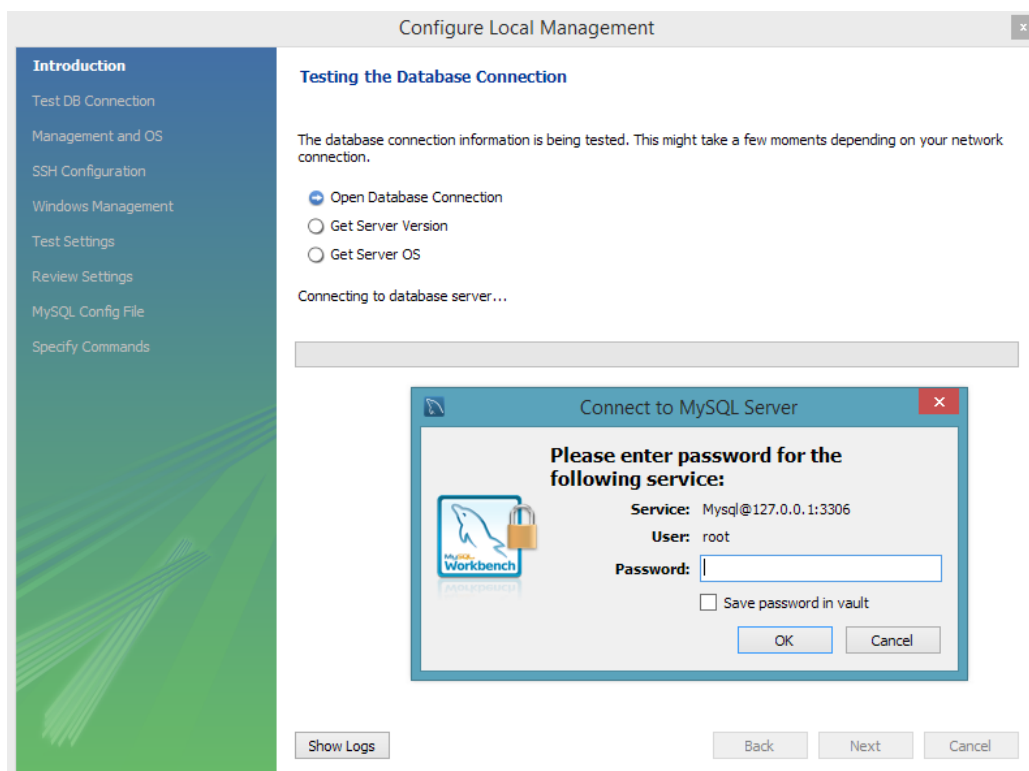 Configure Local Management
x
Introduction
Test DB Connection
Management and OS
SSH Configuration
Windows Management
Test Settings
Review Settings
MySQL Config File
Specify Commands
Testing the Database Connection
The database connection information is being tested. This might take a few moments depending on your network
connection.
Open Database Connection
Get Server Version
Get Server OS
Connecting to database server...
Connect to MySQL Server
Please enter password for the
following service:
Service: Mysql@127.0.0.1:3306
User: root
Password:
Save password in vault
OK Cancel
MySQL
Workbench
Show Logs
Back Next Cancel